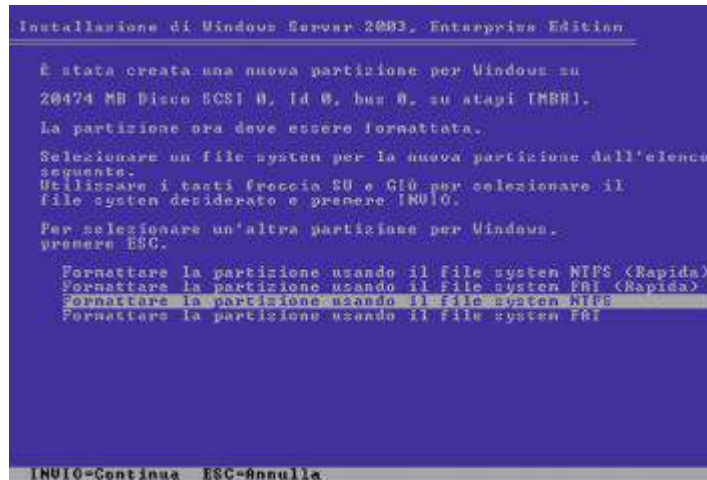 Installazione di Windows Server 2003, Enterprise Edition
È stata creata una nuova partizione per Windows su
20474 MB Disco SCSI 0, Id 0, bus 0, su atapi [MBR].
La partizione ora deve essere formattata.
Selezionare un file system per la nuova partizione dall'elenco
seguente.
Utilizzare i tasti freccia SU e GIÙ per selezionare il
file system desiderato e premere INVIO.
Per selezionare un'altra partizione per Windows,
premere ESC.
Formattare la partizione usando il file system NTFS (Rapida)
Formattare la partizione usando il file system FAT (Rapida)
Formattare la partizione usando il file system NTFS
Formattare la partizione usando il file system FAT
INVIO=Continua ESC=Annulla